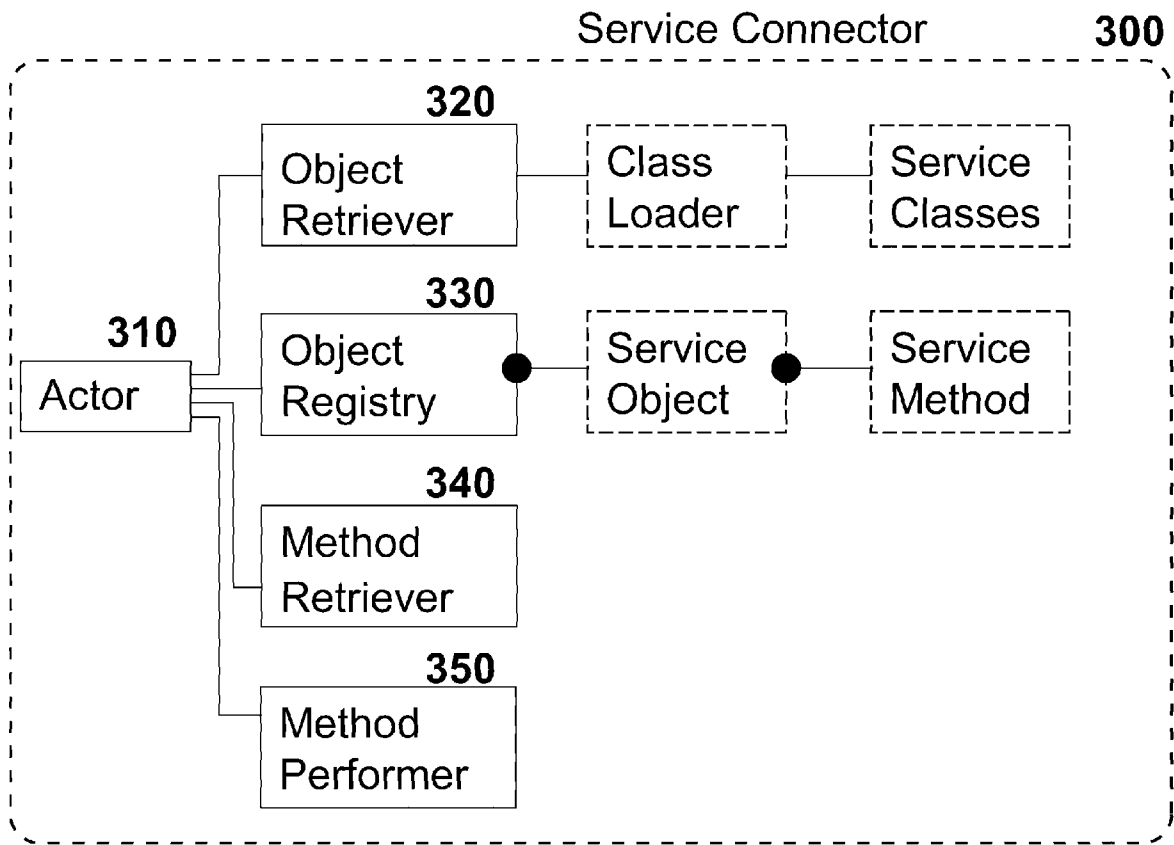 Service Connector 300
320
Object
Retriever
Class
Loader
Service
Classes
330
310
Actor
Object
Registry
Service
Object
Service
Method
340
Method
Retriever
350
Method
Performer